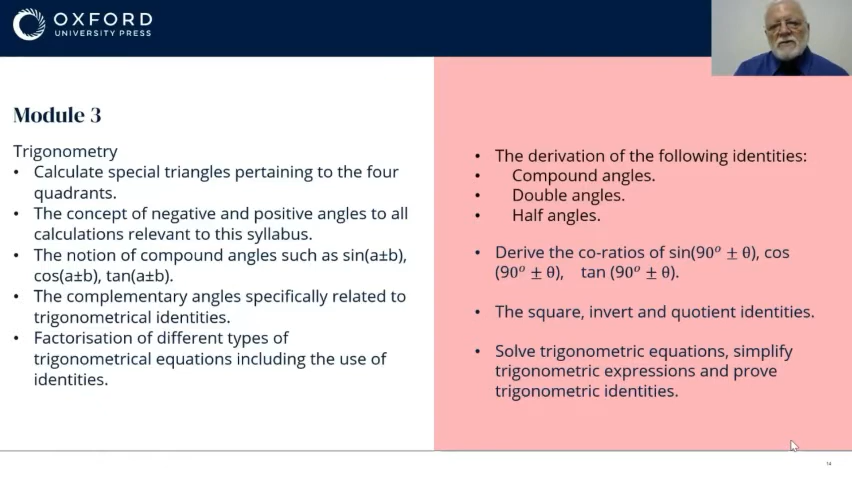 OXFORD
UNIVERSITY PRESS
Module 3
Trigonometry
• Calculate special triangles pertaining to the four
quadrants.
• The concept of negative and positive angles to all
calculations relevant to this syllabus.
• The notion of compound angles such as sin(a±b),
cos(a±b), tan(a±b).
• The complementary angles specifically related to
trigonometrical identities.
• Factorisation of different types of
trigonometrical equations including the use of
identities.
• The derivation of the following identities:
• Compound angles.
• Double angles.
• Half angles.
• Derive the co-ratios of sin(90° ± θ), cos
(90° ± θ), tan (90° ± θ).
• The square, invert and quotient identities.
• Solve trigonometric equations, simplify
trigonometric expressions and prove
trigonometric identities.
14